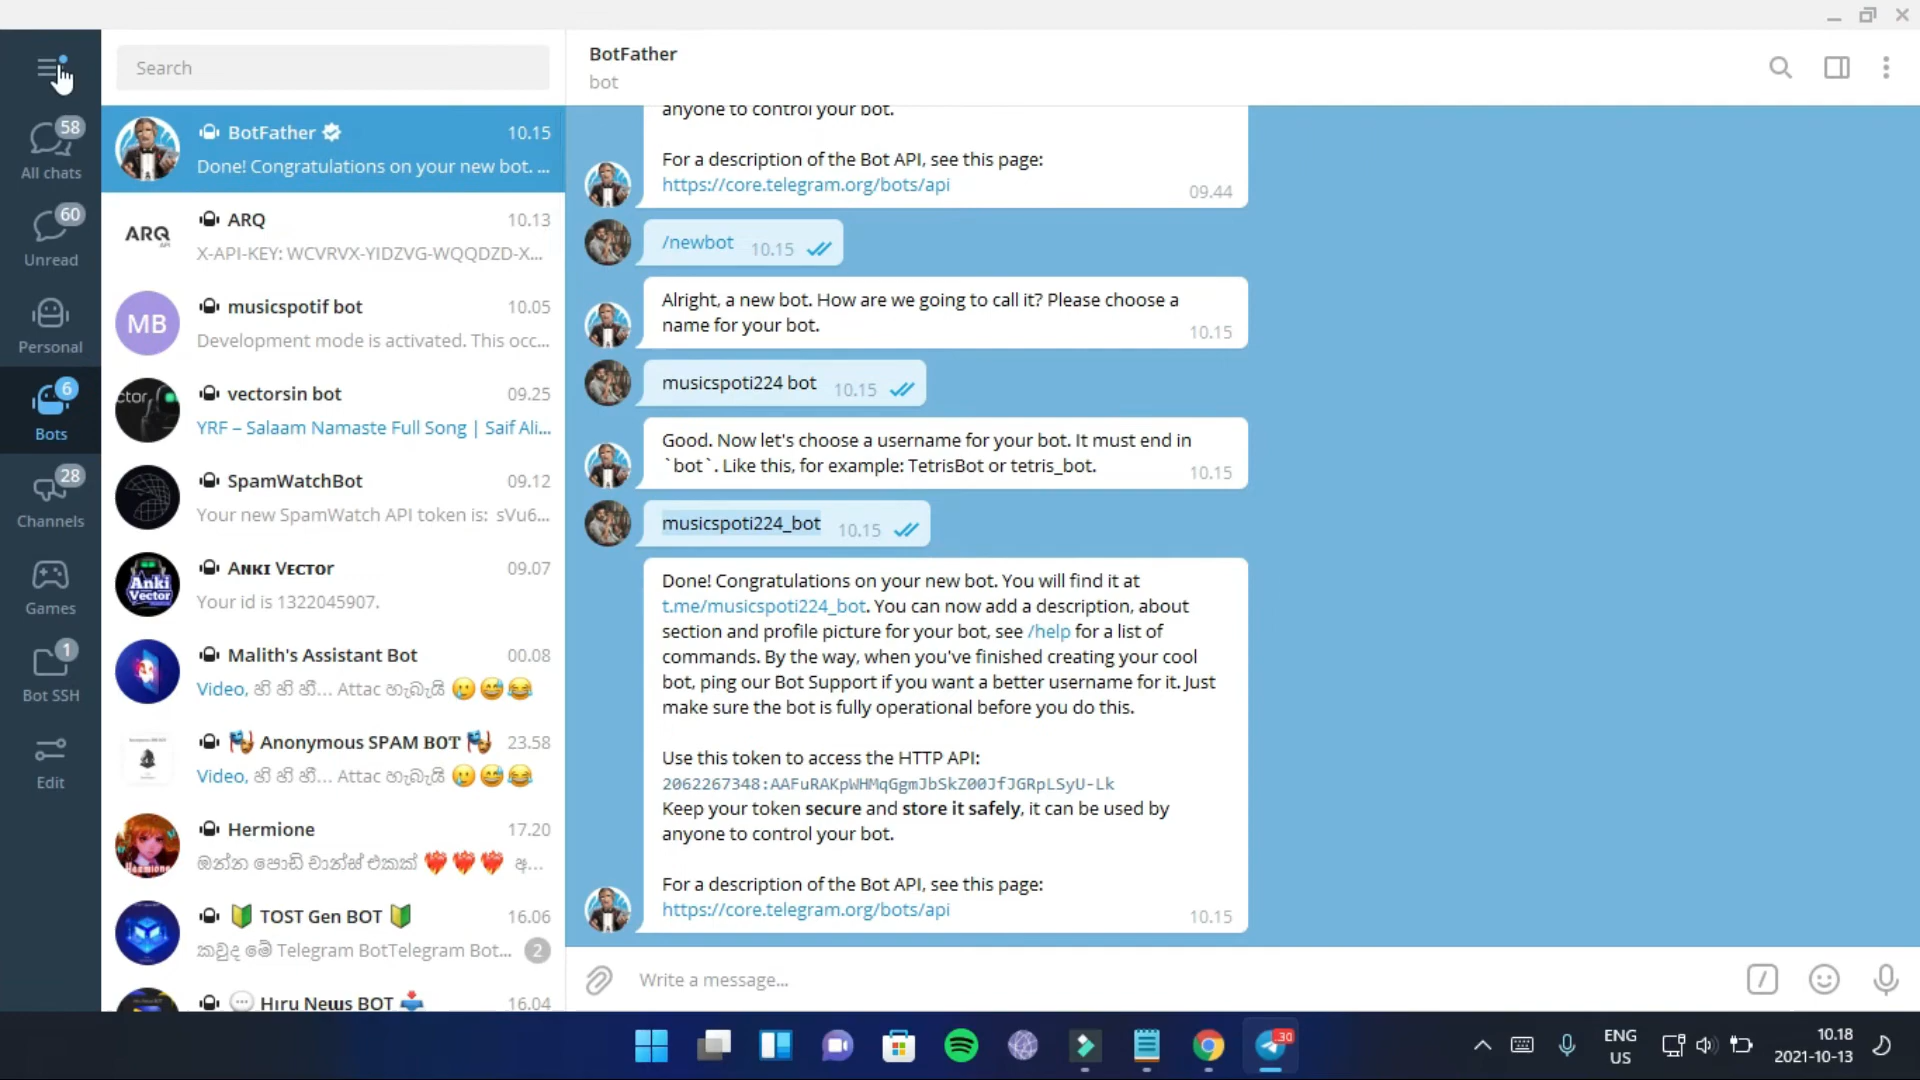 58
All chats
60
Unread
Personal
6
Bots
28
Channels
Games
1
Bot SSH
Edit
Search
BotFather
10.15
Done! Congratulations on your new bot. ...
ARQ
API
ARQ
10.13
X-API-KEY: WCVRVX-YIDZVG-WQQDZD-X...
MB
musicspotif bot
10.05
Development mode is activated. This occ...
ctor
vectorsin bot
09.25
YRF – Salaam Namaste Full Song | Saif Ali...
SpamWatchBot
09.12
Your new SpamWatch API token is: sVu6...
Anki
Vector
Aɴᴋɪ Vᴇᴄᴛᴏʀ
09.07
Your id is 1322045907.
Malith's Assistant Bot
00.08
Video, හි හි හී... Attac හැබැයි 🥲😅😂
🎭 Anonymous SPAM BOT 🎭
23.58
Video, හි හි හී... Attac හැබැයි 🥲😅😂
Hermione
Hermione
17.20
ඔන්න පොඩි චාන්ස් එකක් ❤️‍🔥❤️‍🔥❤️‍🔥 අ...
🔰 TOST Gen BOT 🔰
16.06
කවුද මේ Telegram BotTelegram Bot...
2
💬 Hıru Neɯs BOT 📥
16.04
BotFather
bot
anyone to control your bot.
For a description of the Bot API, see this page:
https://core.telegram.org/bots/api
09.44
/newbot 10.15
Alright, a new bot. How are we going to call it? Please choose a
name for your bot.
10.15
musicspoti224 bot 10.15
Good. Now let's choose a username for your bot. It must end in
`bot`. Like this, for example: TetrisBot or tetris_bot.
10.15
musicspoti224_bot 10.15
Done! Congratulations on your new bot. You will find it at
t.me/musicspoti224_bot. You can now add a description, about
section and profile picture for your bot, see /help for a list of
commands. By the way, when you've finished creating your cool
bot, ping our Bot Support if you want a better username for it. Just
make sure the bot is fully operational before you do this.
Use this token to access the HTTP API:
2062267348:AAFuRAKpWHMqGgmJbSkZ00JfJGRpLSyU-Lk
Keep your token secure and store it safely, it can be used by
anyone to control your bot.
For a description of the Bot API, see this page:
https://core.telegram.org/bots/api
10.15
Write a message...
.30
ENG
US
10.18
2021-10-13